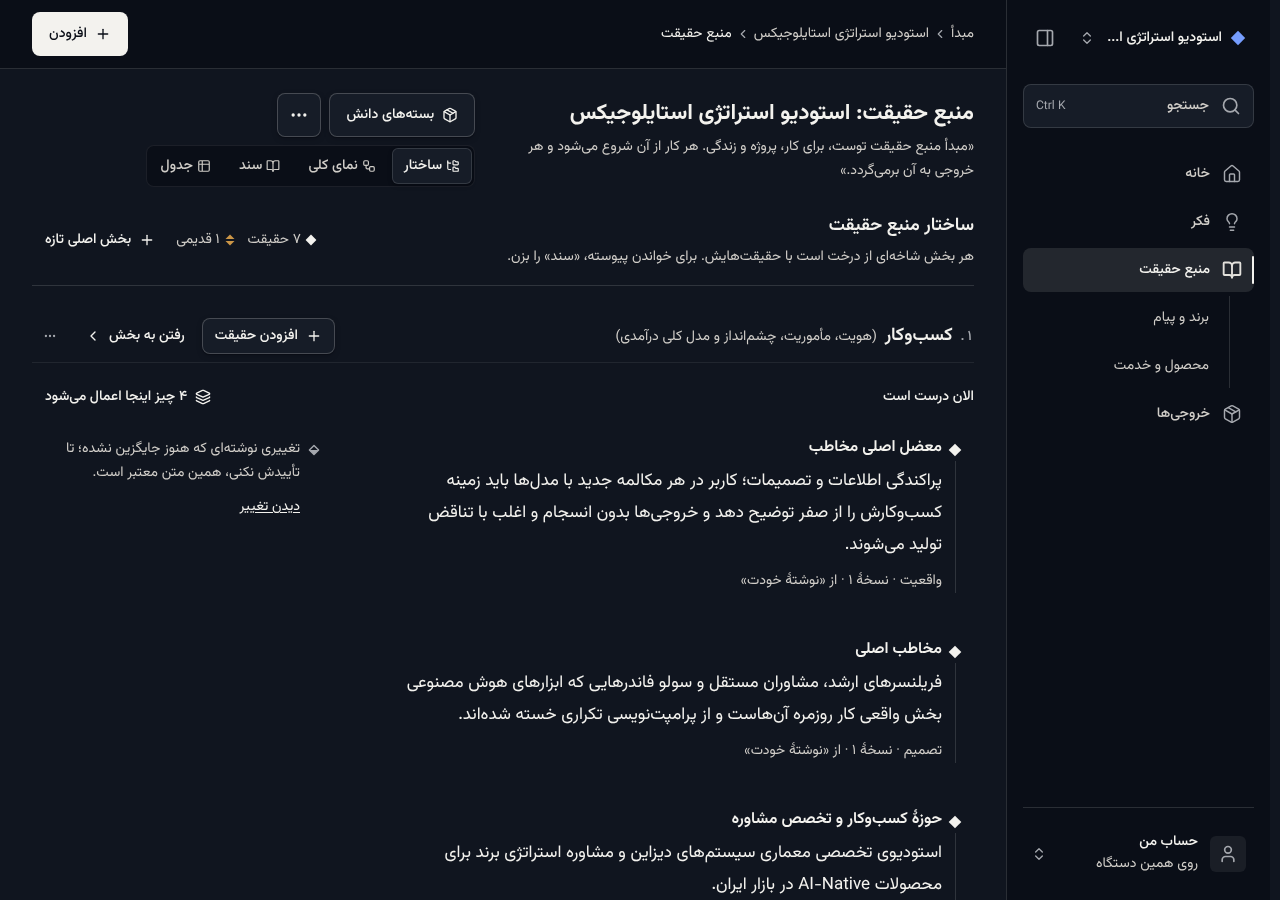 استودیو استراتژی ا...
جستجو
Ctrl K
خانه
فکر
منبع حقیقت
برند و پیام
محصول و خدمت
خروجی‌ها
حساب من
روی همین دستگاه
مبدأ › استودیو استراتژی استایلوجیکس › منبع حقیقت
+ افزودن
منبع حقیقت: استودیو استراتژی استایلوجیکس
«مبدأ منبع حقیقت توست، برای کار، پروژه و زندگی. هر کار از آن شروع می‌شود و هر
خروجی به آن برمی‌گردد.»
بسته‌های دانش
...
ساختار
نمای کلی
سند
جدول
ساختار منبع حقیقت
هر بخش شاخه‌ای از درخت است با حقیقت‌هایش. برای خواندن پیوسته، «سند» را بزن.
۷ حقیقت
۱ قدیمی
+ بخش اصلی تازه
۱. کسب‌وکار (هویت، مأموریت، چشم‌انداز و مدل کلی درآمدی)
+ افزودن حقیقت
رفتن به بخش
...
الان درست است
۴ چیز اینجا اعمال می‌شود
معضل اصلی مخاطب
پراکندگی اطلاعات و تصمیمات؛ کاربر در هر مکالمه جدید با مدل‌ها باید زمینه
کسب‌وکارش را از صفر توضیح دهد و خروجی‌ها بدون انسجام و اغلب با تناقض
تولید می‌شوند.
واقعیت · نسخهٔ ۱ · از «نوشتهٔ خودت»
تغییری نوشته‌ای که هنوز جایگزین نشده؛ تا
تأییدش نکنی، همین متن معتبر است.
دیدن تغییر
مخاطب اصلی
فریلنسرهای ارشد، مشاوران مستقل و سولو فاندرهایی که ابزارهای هوش مصنوعی
بخش واقعی کار روزمره آن‌هاست و از پرامپت‌نویسی تکراری خسته شده‌اند.
تصمیم · نسخهٔ ۱ · از «نوشتهٔ خودت»
حوزهٔ کسب‌وکار و تخصص مشاوره
استودیوی تخصصی معماری سیستم‌های دیزاین و مشاوره استراتژی برند برای
محصولات AI-Native در بازار ایران.